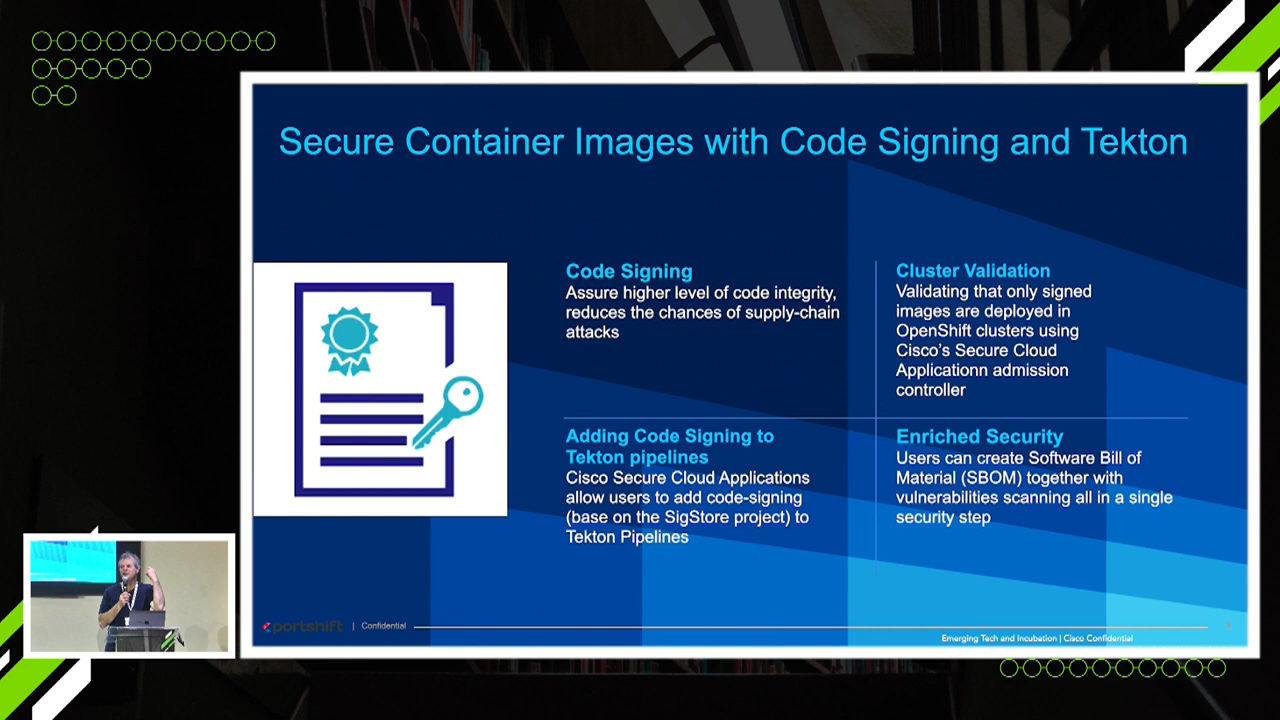 Secure Container Images with Code Signing and Tekton
Code Signing
Assure higher level of code integrity,
reduces the chances of supply-chain
attacks
Cluster Validation
Validating that only signed
images are deployed in
OpenShift clusters using
Cisco's Secure Cloud
Applicationn admission
controller
Adding Code Signing to
Tekton pipelines
Cisco Secure Cloud Applications
allow users to add code-signing
(base on the SigStore project) to
Tekton Pipelines
Enriched Security
Users can create Software Bill of
Material (SBOM) together with
vulnerabilities scanning all in a single
security step
portshift | Confidential
Emerging Tech and Incubation | Cisco Confidential